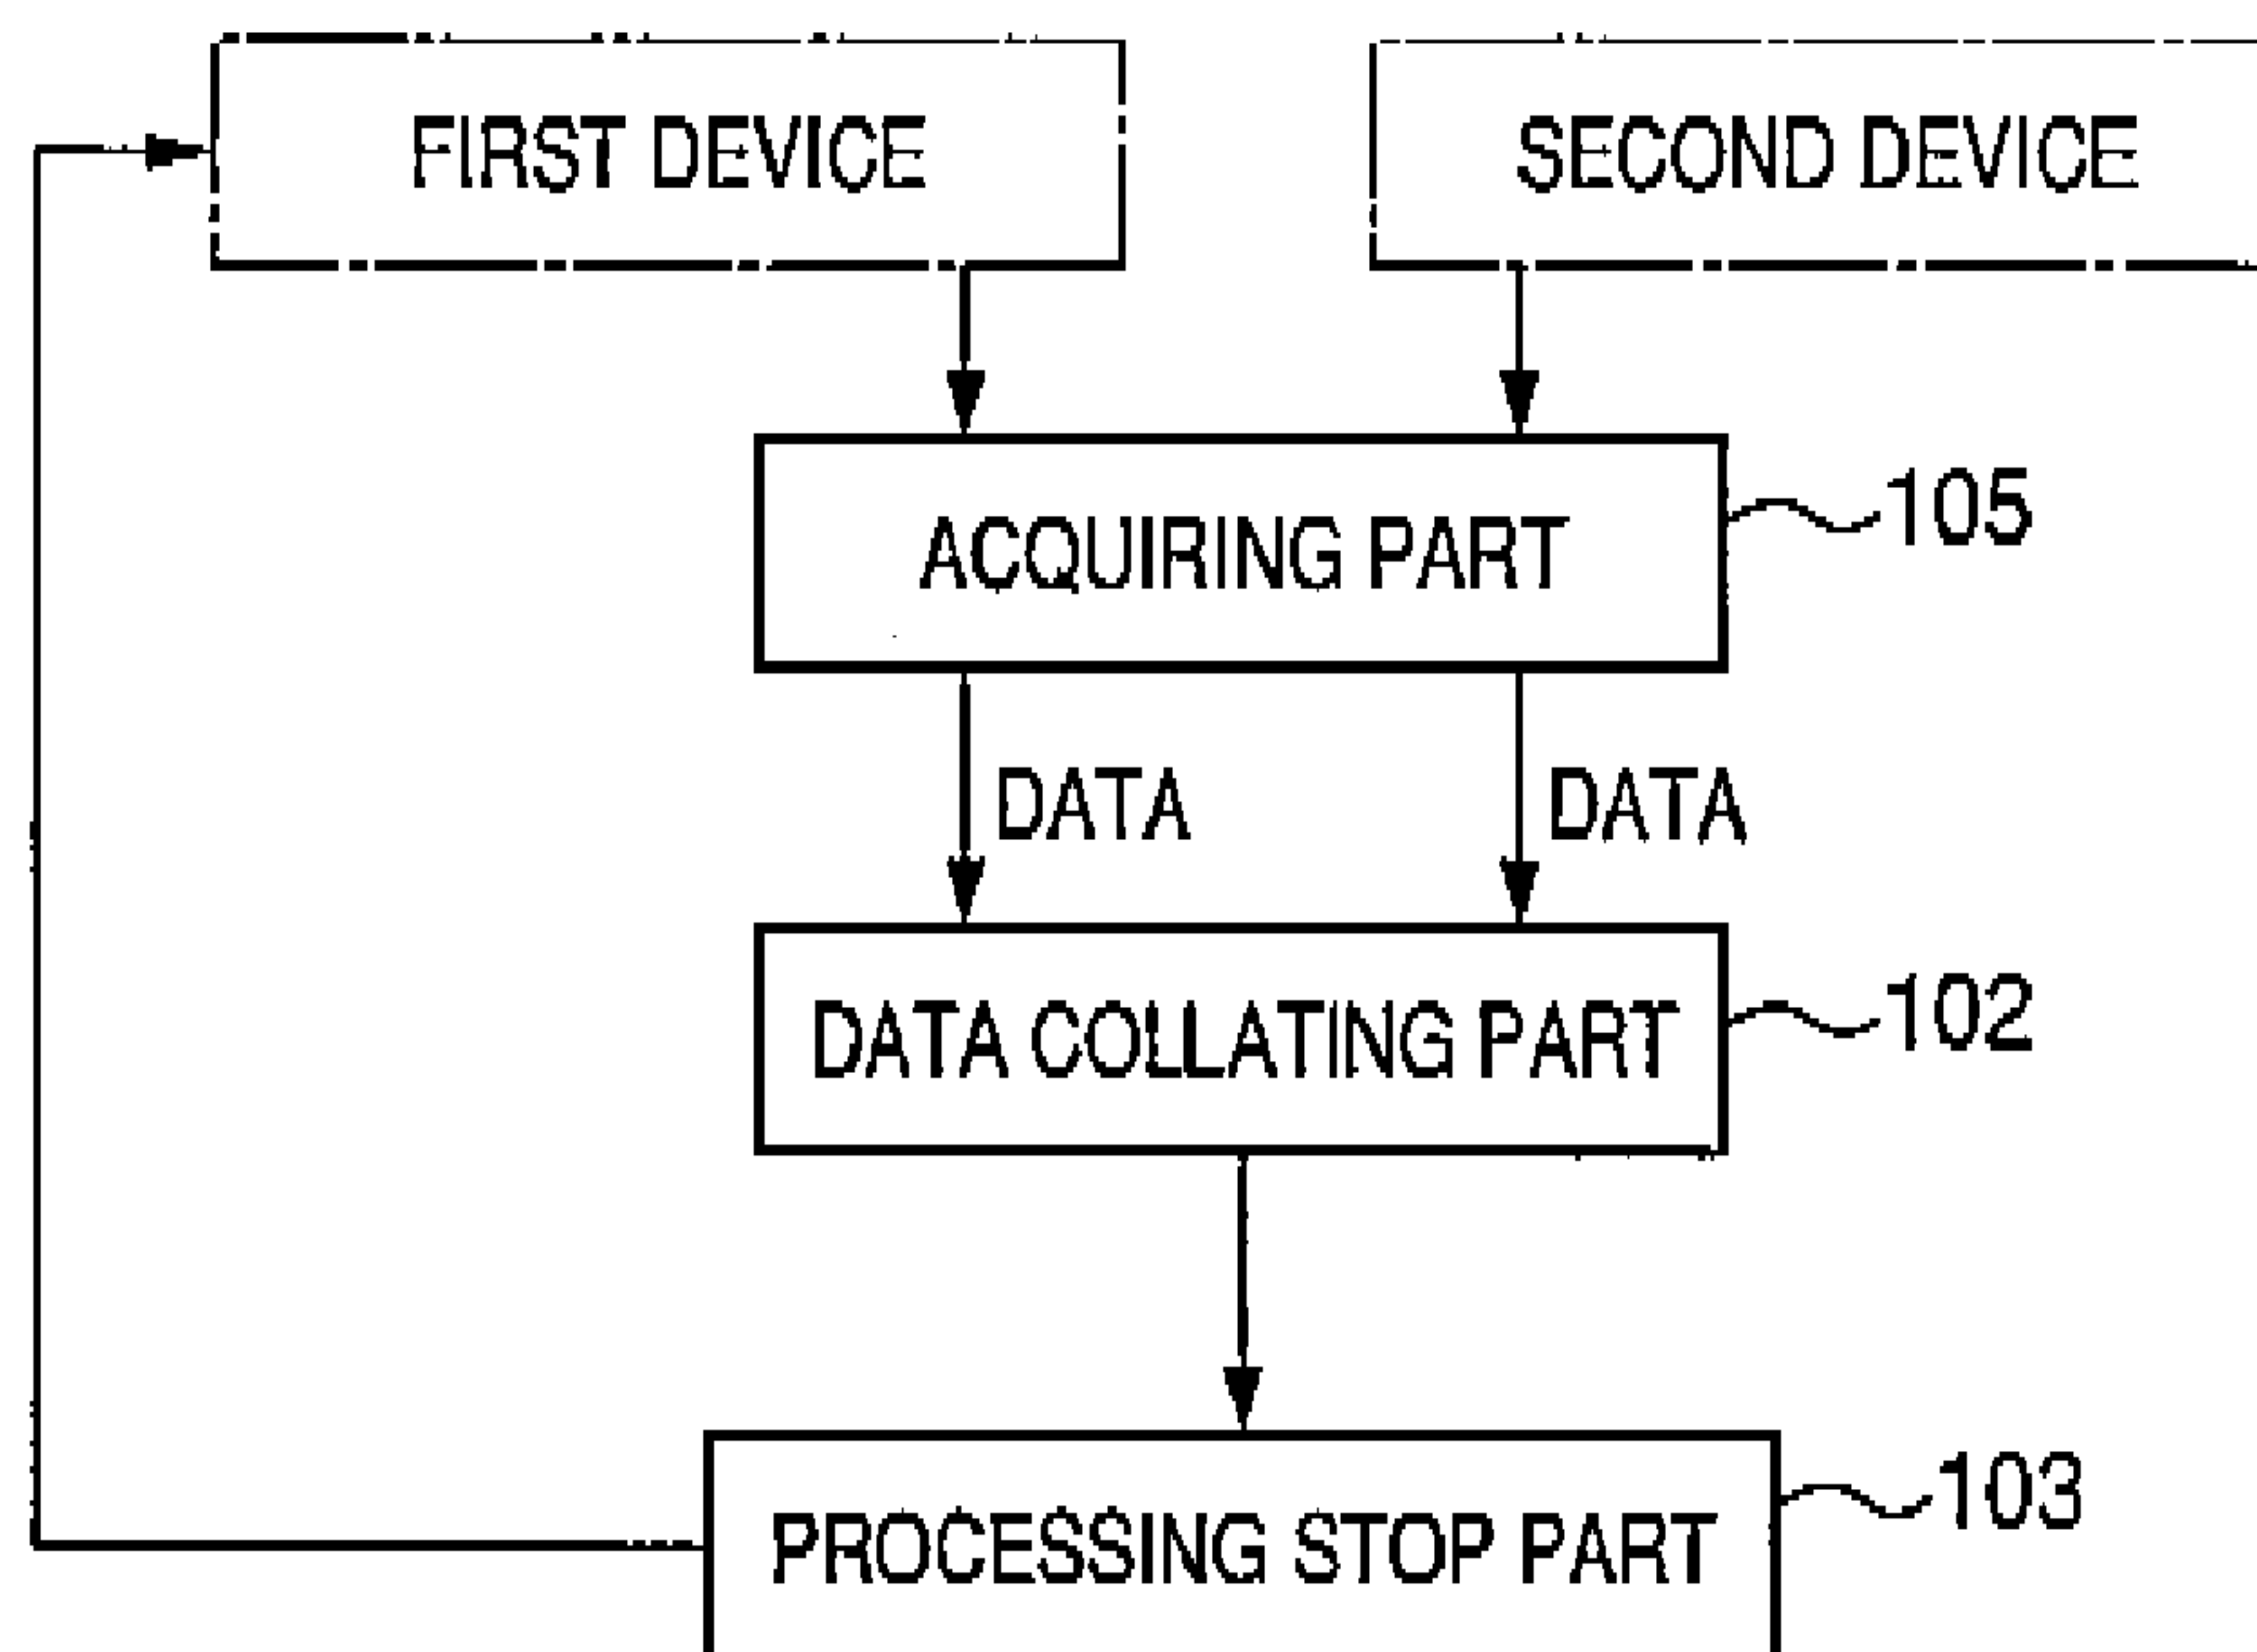 FIRST DEVICE
SECOND DEVICE
ACQUIRING PART
105
DATA
DATA
DATA COLLATING PART
102
PROCESSING STOP PART
103